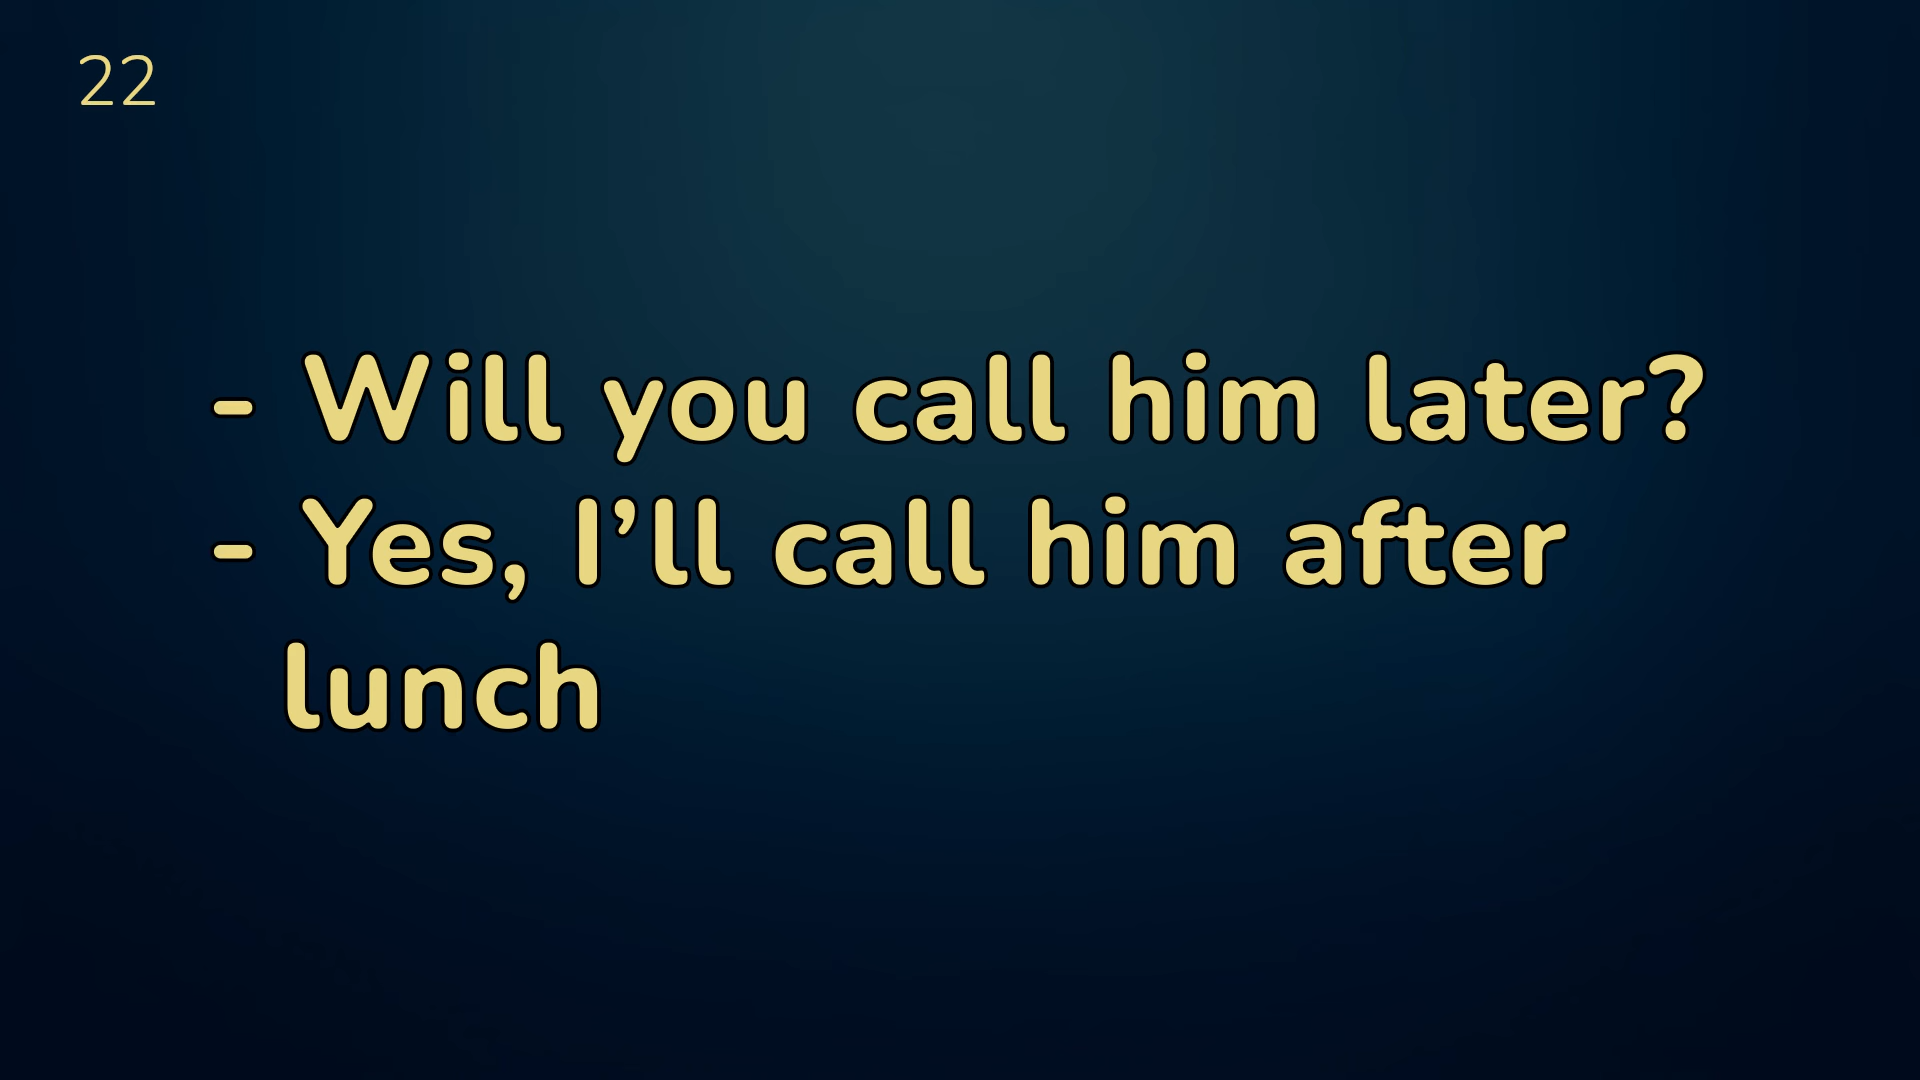 22
- Will you call him later?
- Yes, I’ll call him after
lunch